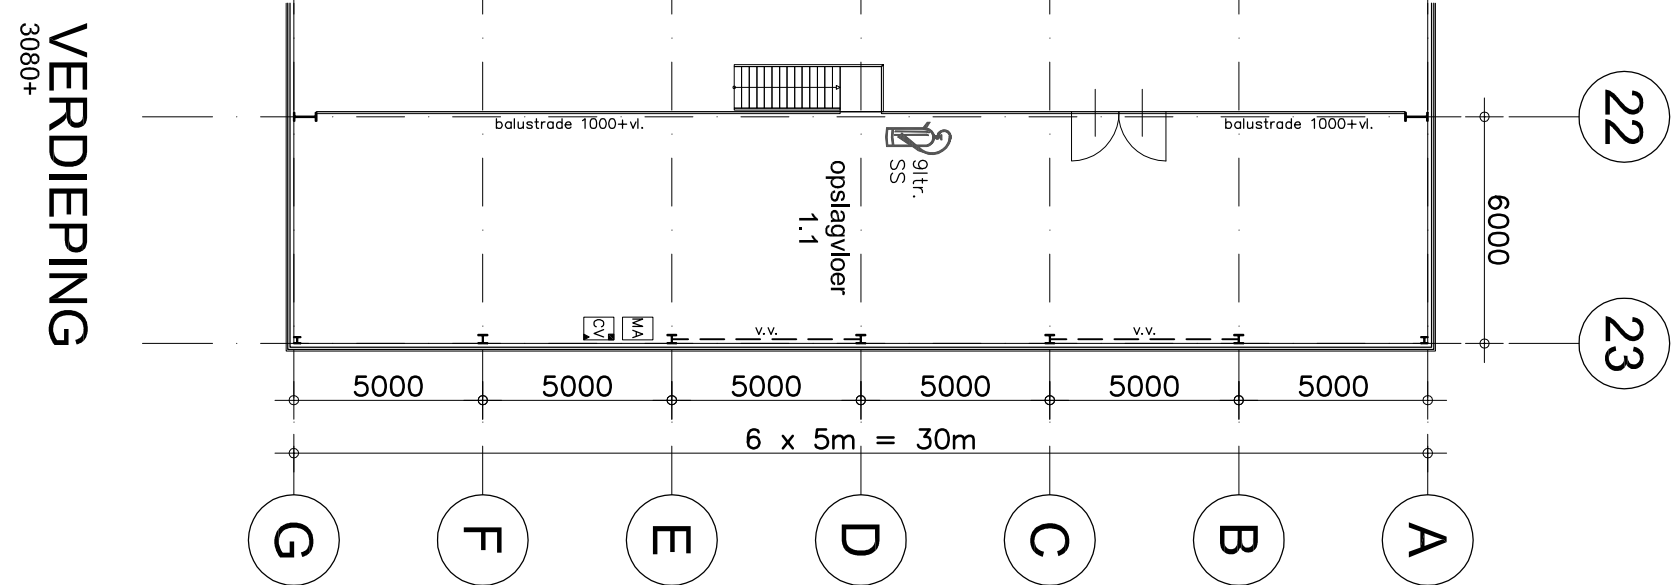 VERDIEPING
3080+
balustrade 1000+vl.
balustrade 1000+vl.
9ltr.
SS
opslagvloer
1.1
CV
MA
v.v.
v.v.
22
6000
23
5000 5000 5000 5000 5000 5000
6 x 5m = 30m
G F E D C B A